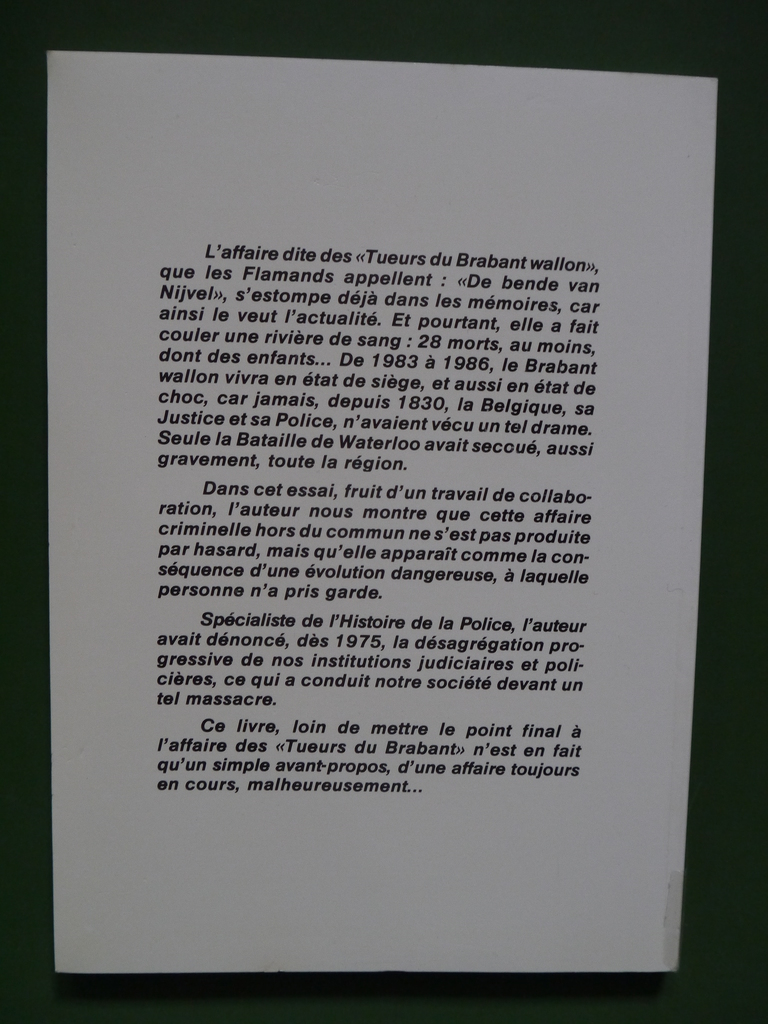 L'affaire dite des «Tueurs du Brabant wallon»,
que les Flamands appellent : «De bende van
Nijvel», s'estompe déjà dans les mémoires, car
ainsi le veut l'actualité. Et pourtant, elle a fait
couler une rivière de sang : 28 morts, au moins,
dont des enfants... De 1983 à 1986, le Brabant
wallon vivra en état de siège, et aussi en état de
choc, car jamais, depuis 1830, la Belgique, sa
Justice et sa Police, n'avaient vécu un tel drame.
Seule la Bataille de Waterloo avait seccué, aussi
gravement, toute la région.
Dans cet essai, fruit d'un travail de collabo-
ration, l'auteur nous montre que cette affaire
criminelle hors du commun ne s'est pas produite
par hasard, mais qu'elle apparaît comme la con-
séquence d'une évolution dangereuse, à laquelle
personne n'a pris garde.
Spécialiste de l'Histoire de la Police, l'auteur
avait dénoncé, dès 1975, la désagrégation pro-
gressive de nos institutions judiciaires et poli-
cières, ce qui a conduit notre société devant un
tel massacre.
Ce livre, loin de mettre le point final à
l'affaire des «Tueurs du Brabant» n'est en fait
qu'un simple avant-propos, d'une affaire toujours
en cours, malheureusement...